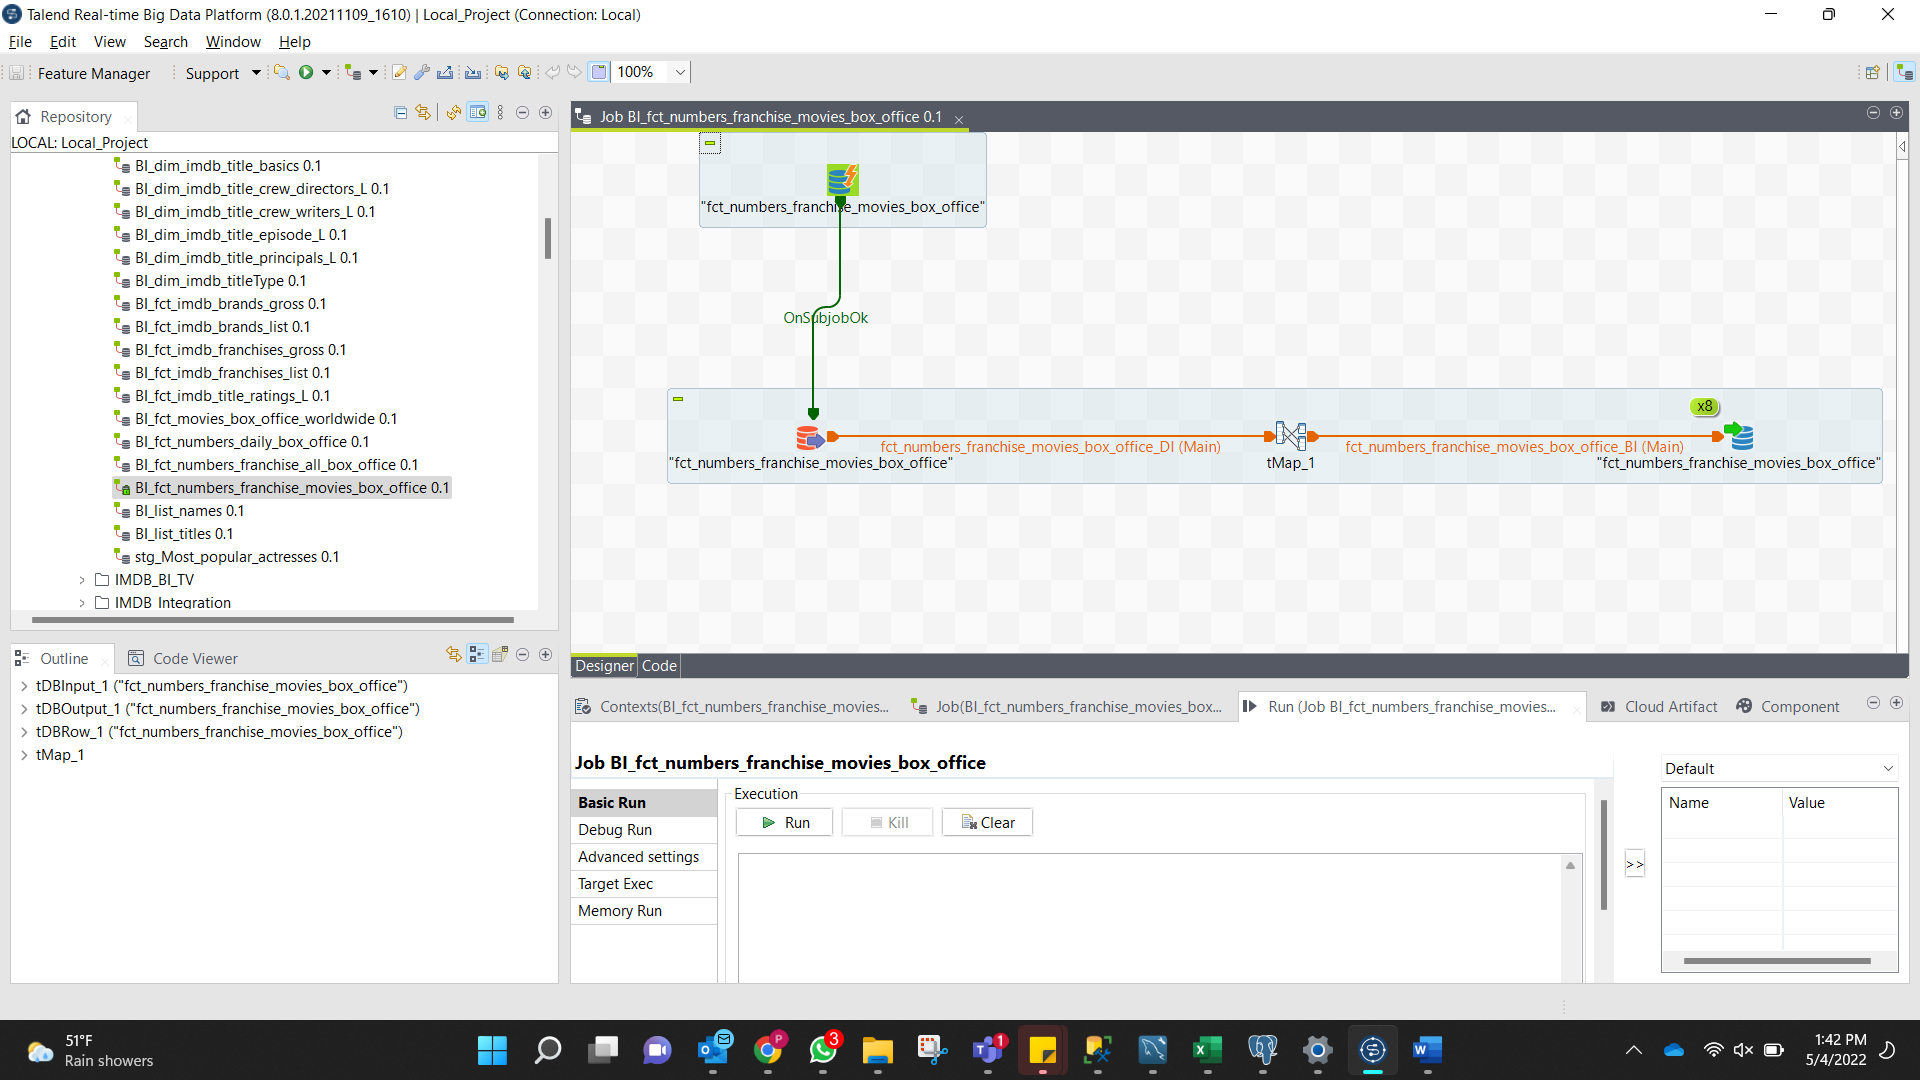 Talend Real-time Big Data Platform (8.0.1.20211109_1610) | Local_Project (Connection: Local)
File Edit View Search Window Help
Feature Manager Support 100%
Repository
LOCAL: Local_Project
BI_dim_imdb_title_basics 0.1
BI_dim_imdb_title_crew_directors_L 0.1
BI_dim_imdb_title_crew_writers_L 0.1
BI_dim_imdb_title_episode_L 0.1
BI_dim_imdb_title_principals_L 0.1
BI_dim_imdb_titleType 0.1
BI_fct_imdb_brands_gross 0.1
BI_fct_imdb_brands_list 0.1
BI_fct_imdb_franchises_gross 0.1
BI_fct_imdb_franchises_list 0.1
BI_fct_imdb_title_ratings_L 0.1
BI_fct_movies_box_office_worldwide 0.1
BI_fct_numbers_daily_box_office 0.1
BI_fct_numbers_franchise_all_box_office 0.1
BI_fct_numbers_franchise_movies_box_office 0.1
BI_list_names 0.1
BI_list_titles 0.1
stg_Most_popular_actresses 0.1
IMDB_BI_TV
IMDB_Integration
Job BI_fct_numbers_franchise_movies_box_office 0.1
"fct_numbers_franchise_movies_box_office"
OnSubjobOk
x8
fct_numbers_franchise_movies_box_office_DI (Main)
fct_numbers_franchise_movies_box_office_BI (Main)
"fct_numbers_franchise_movies_box_office"
tMap_1
"fct_numbers_franchise_movies_box_office"
Designer Code
Outline Code Viewer
tDBInput_1 ("fct_numbers_franchise_movies_box_office")
tDBOutput_1 ("fct_numbers_franchise_movies_box_office")
tDBRow_1 ("fct_numbers_franchise_movies_box_office")
tMap_1
Contexts(BI_fct_numbers_franchise_movies... Job(BI_fct_numbers_franchise_movies_box... Run (Job BI_fct_numbers_franchise_movies... Cloud Artifact Component
Job BI_fct_numbers_franchise_movies_box_office
Basic Run
Debug Run
Advanced settings
Target Exec
Memory Run
Execution
Run Kill Clear
>>
Default
Name Value
51°F
Rain showers
P
3
1
1:42 PM
5/4/2022